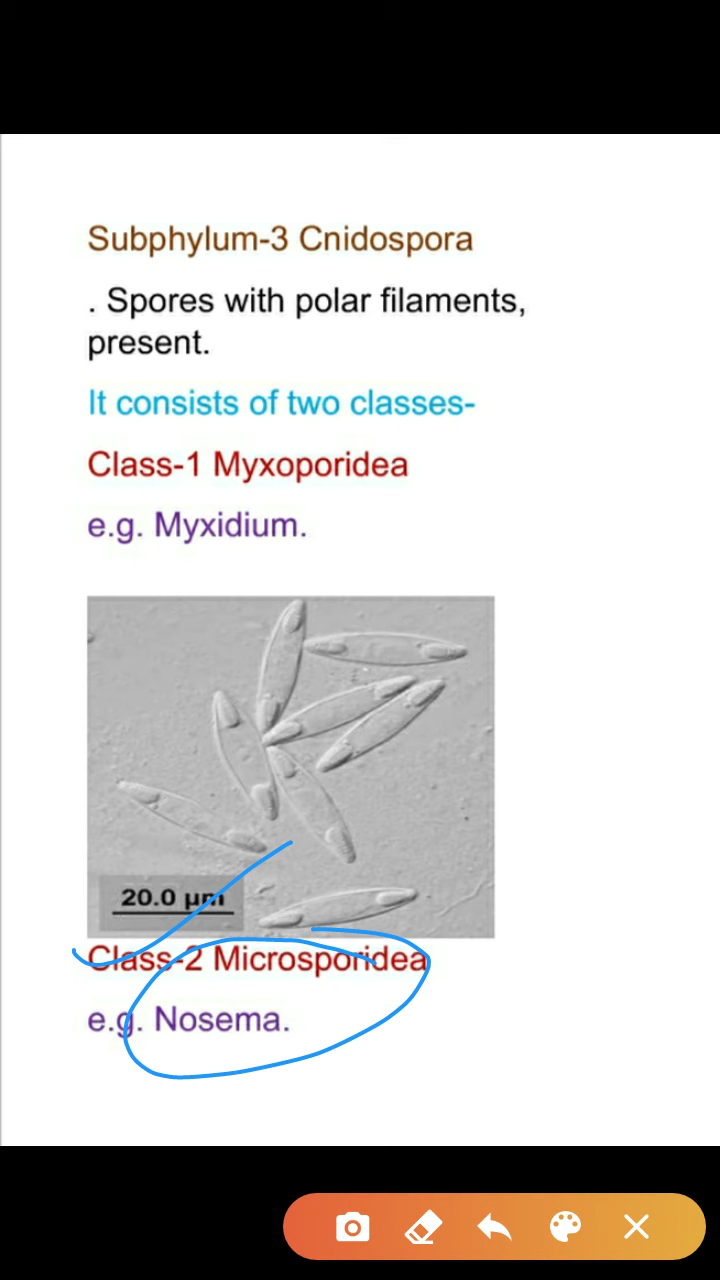 Subphylum-3 Cnidospora
. Spores with polar filaments,
present.
It consists of two classes-
Class-1 Myxoporidea
e.g. Myxidium.
20.0 µm
Class-2 Microsporidea
e.g. Nosema.